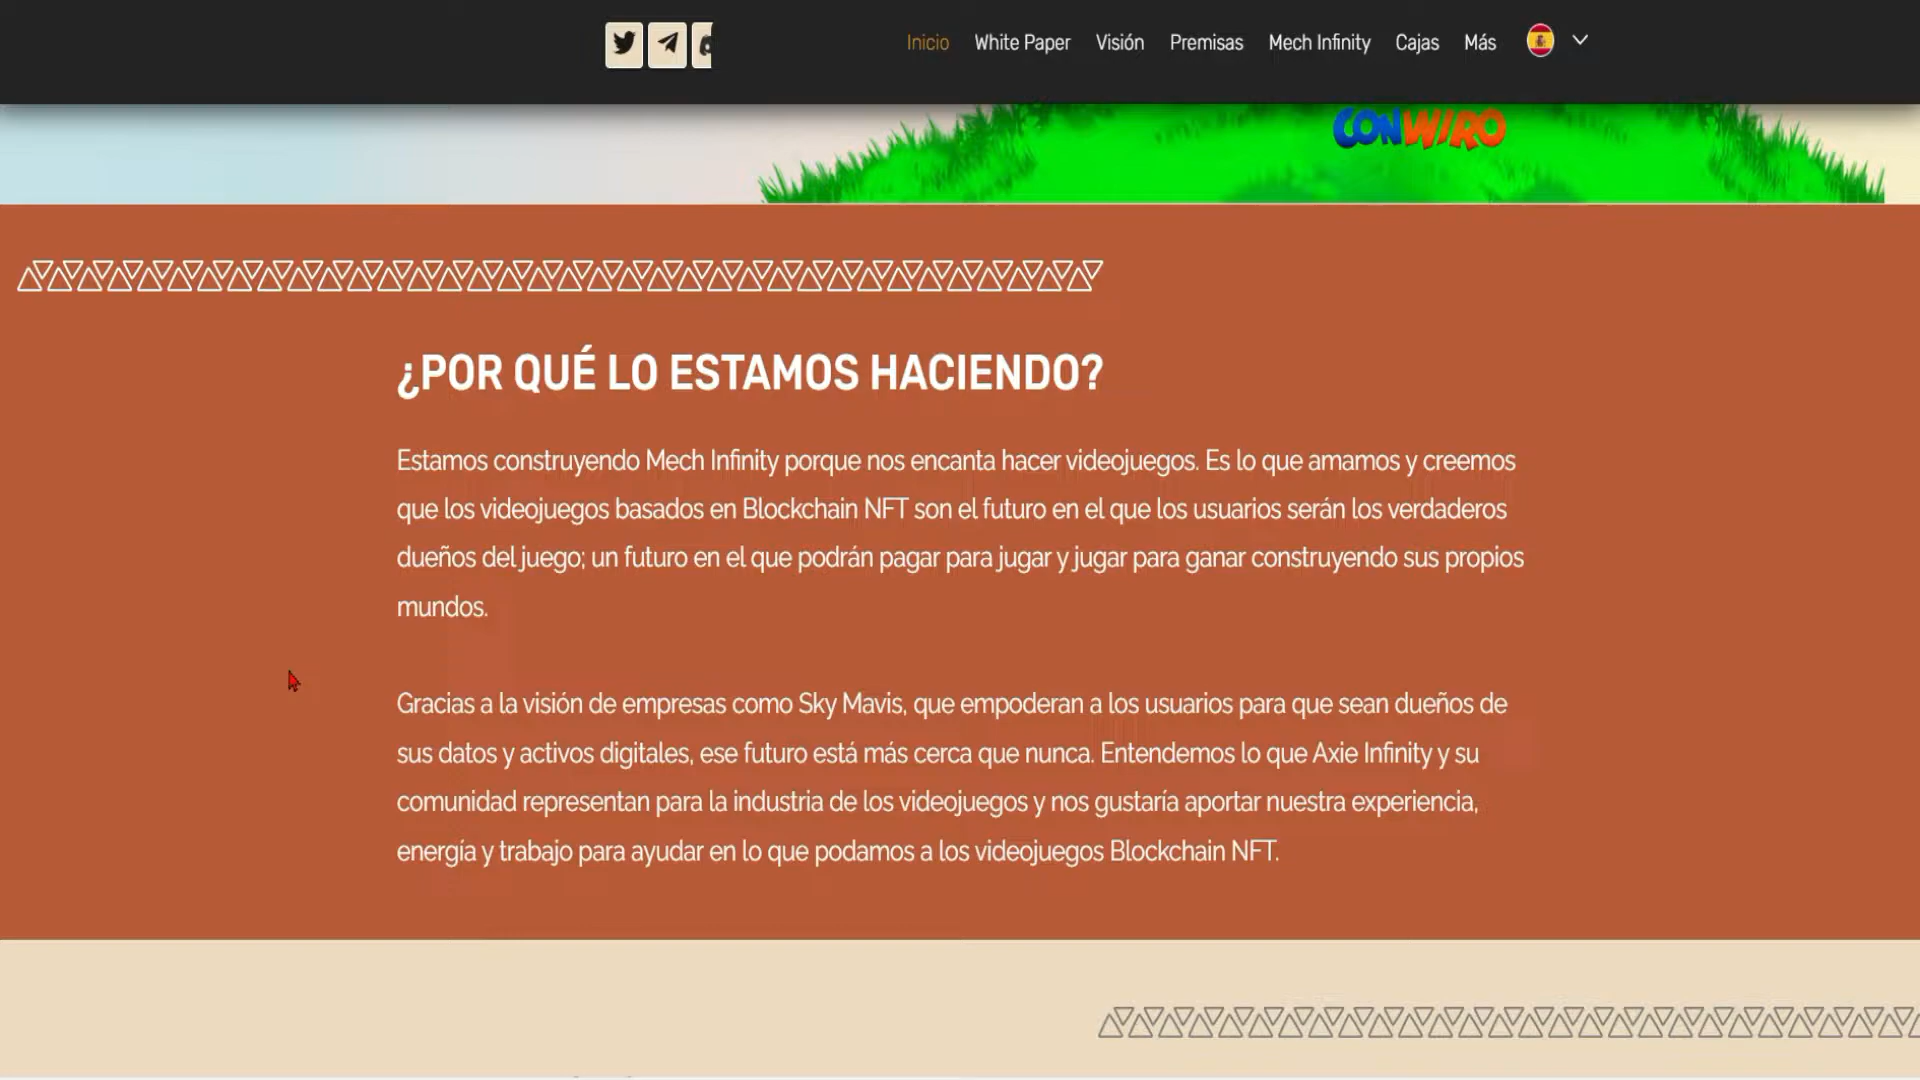 Inicio White Paper Visión Premisas Mech Infinity Cajas Más
CONWIRO
¿POR QUÉ LO ESTAMOS HACIENDO?
Estamos construyendo Mech Infinity porque nos encanta hacer videojuegos. Es lo que amamos y creemos
que los videojuegos basados en Blockchain NFT son el futuro en el que los usuarios serán los verdaderos
dueños del juego; un futuro en el que podrán pagar para jugar y jugar para ganar construyendo sus propios
mundos.
Gracias a la visión de empresas como Sky Mavis, que empoderan a los usuarios para que sean dueños de
sus datos y activos digitales, ese futuro está más cerca que nunca. Entendemos lo que Axie Infinity y su
comunidad representan para la industria de los videojuegos y nos gustaría aportar nuestra experiencia,
energía y trabajo para ayudar en lo que podamos a los videojuegos Blockchain NFT.